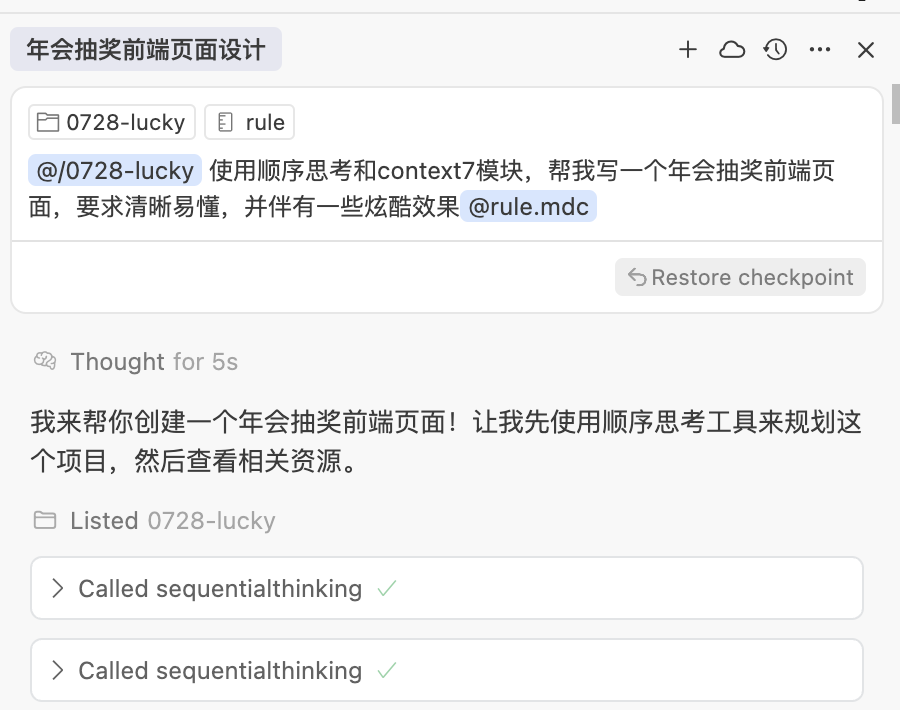 年会抽奖前端页面设计
0728-lucky rule
@/0728-lucky 使用顺序思考和context7模块，帮我写一个年会抽奖前端页
面，要求清晰易懂，并伴有一些炫酷效果 @rule.mdc
Restore checkpoint
Thought for 5s
我来帮你创建一个年会抽奖前端页面！让我先使用顺序思考工具来规划这
个项目，然后查看相关资源。
Listed 0728-lucky
Called sequentialthinking
Called sequentialthinking